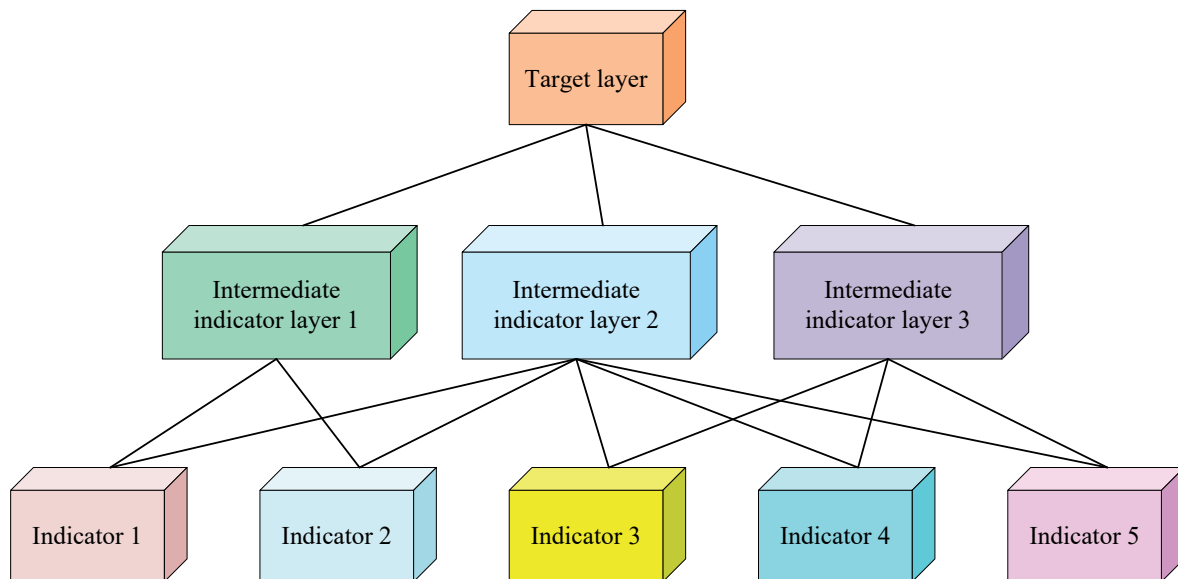 Target layer
Intermediate
indicator layer 1
Intermediate
indicator layer 2
Intermediate
indicator layer 3
Indicator 1
Indicator 2
Indicator 3
Indicator 4
Indicator 5